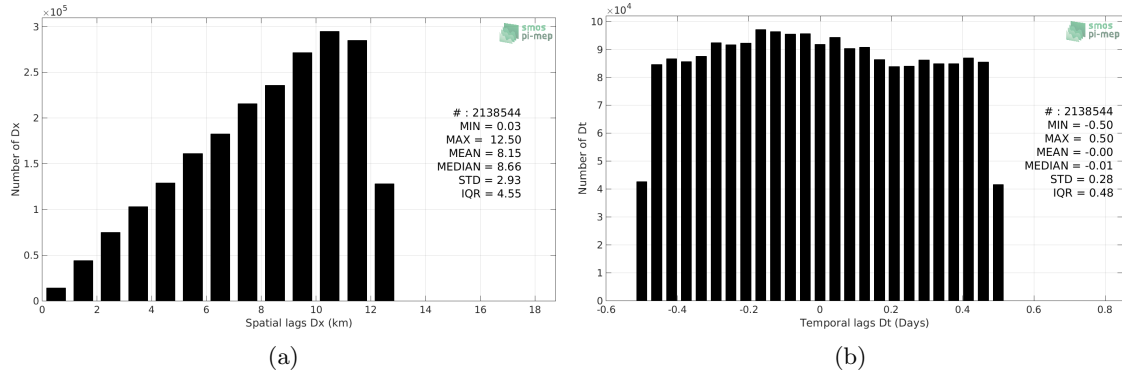 ×10⁵
3
2.5
2
1.5
1
0.5
0
Number of Dx
0 2 4 6 8 10 12 14 16 18
Spatial lags Dx (km)
smos
pi-mep
# : 2138544
MIN = 0.03
MAX = 12.50
MEAN = 8.15
MEDIAN = 8.66
STD = 2.93
IQR = 4.55
(a)
×10⁴
10
9
8
7
6
5
4
3
2
1
0
Number of Dt
-0.6 -0.4 -0.2 0 0.2 0.4 0.6 0.8
Temporal lags Dt (Days)
smos
pi-mep
# : 2138544
MIN = -0.50
MAX = 0.50
MEAN = -0.00
MEDIAN = -0.01
STD = 0.28
IQR = 0.48
(b)